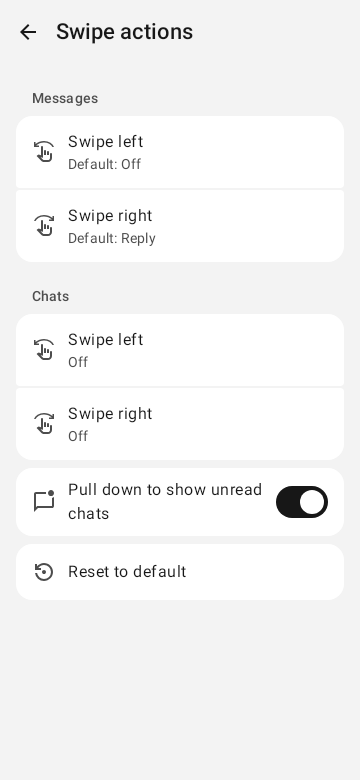 Swipe actions
Messages
Swipe left
Default: Off
Swipe right
Default: Reply
Chats
Swipe left
Off
Swipe right
Off
Pull down to show unread
chats
Reset to default